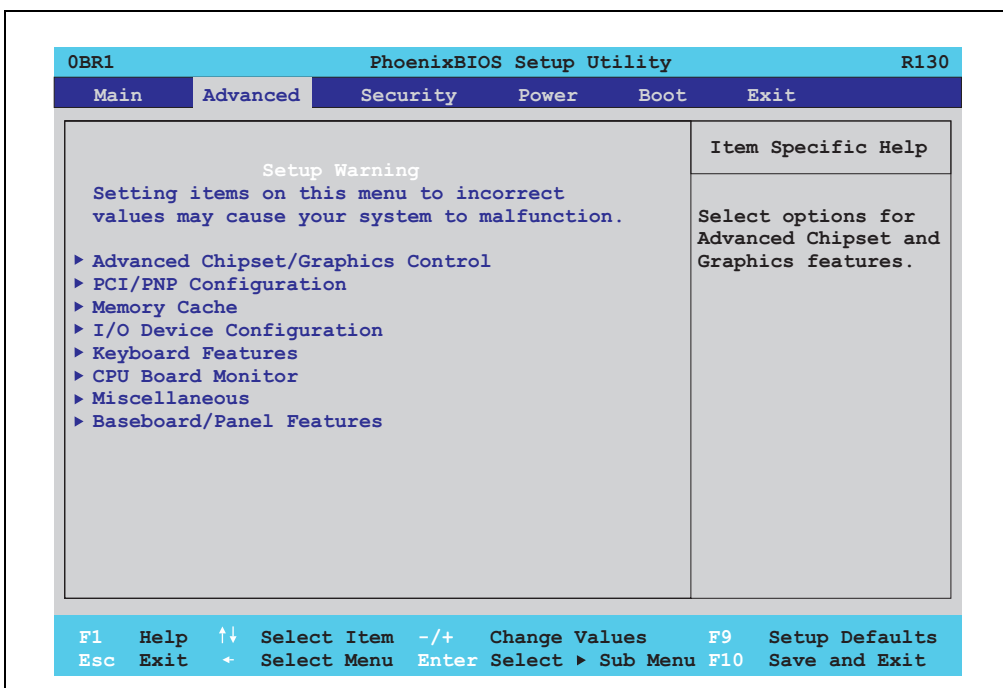 0BR1 PhoenixBIOS Setup Utility R130
Main Advanced Security Power Boot Exit
Setup Warning
Setting items on this menu to incorrect
values may cause your system to malfunction.
▶ Advanced Chipset/Graphics Control
▶ PCI/PNP Configuration
▶ Memory Cache
▶ I/O Device Configuration
▶ Keyboard Features
▶ CPU Board Monitor
▶ Miscellaneous
▶ Baseboard/Panel Features
Item Specific Help
Select options for
Advanced Chipset and
Graphics features.
F1 Help ↑↓ Select Item -/+ Change Values F9 Setup Defaults
Esc Exit ← Select Menu Enter Select ▶ Sub Menu F10 Save and Exit